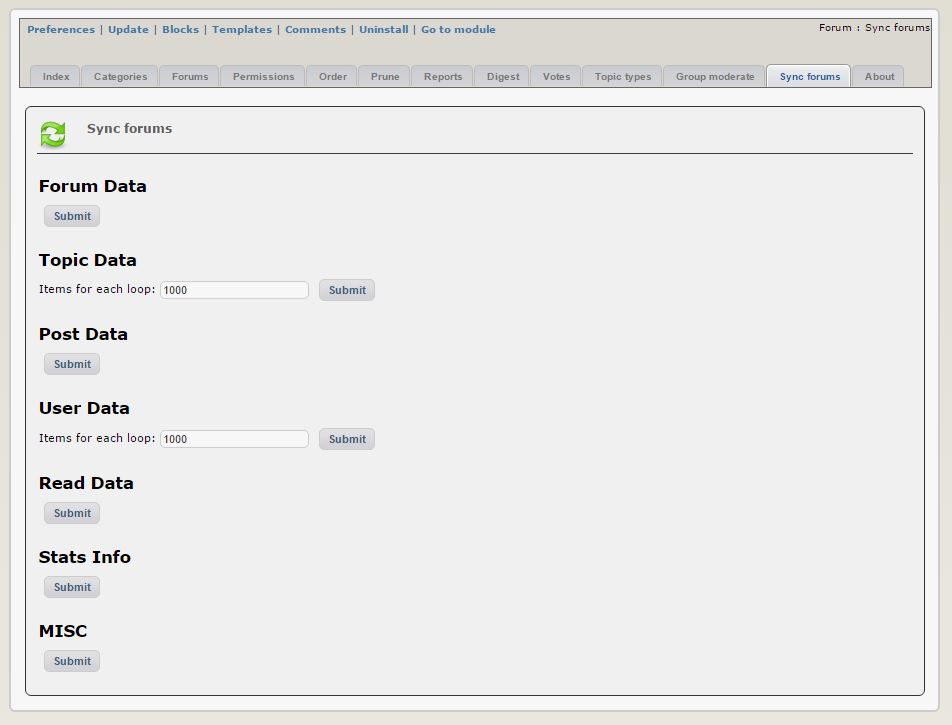 Preferences | Update | Blocks | Templates | Comments | Uninstall | Go to module
Forum : Sync forums
Index Categories Forums Permissions Order Prune Reports Digest Votes Topic types Group moderate Sync forums About
Sync forums
Forum Data
Submit
Topic Data
Items for each loop: 1000 Submit
Post Data
Submit
User Data
Items for each loop: 1000 Submit
Read Data
Submit
Stats Info
Submit
MISC
Submit